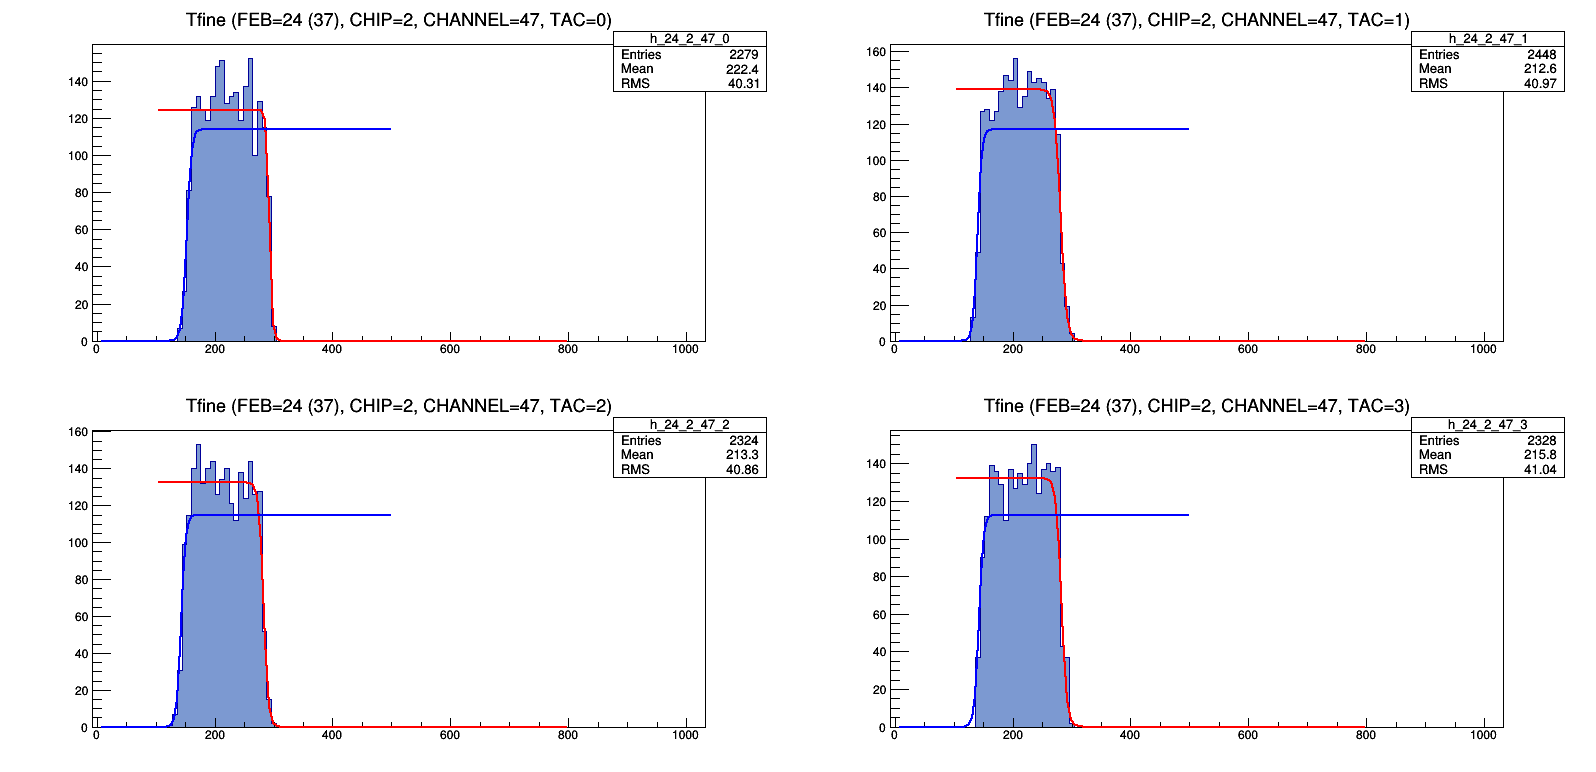 Tfine (FEB=24 (37), CHIP=2, CHANNEL=47, TAC=0)
h_24_2_47_0
Entries 2279
Mean 222.4
RMS 40.31
140
120
100
80
60
40
20
0
0 200 400 600 800 1000
Tfine (FEB=24 (37), CHIP=2, CHANNEL=47, TAC=1)
h_24_2_47_1
Entries 2448
Mean 212.6
RMS 40.97
160
140
120
100
80
60
40
20
0
0 200 400 600 800 1000
Tfine (FEB=24 (37), CHIP=2, CHANNEL=47, TAC=2)
h_24_2_47_2
Entries 2324
Mean 213.3
RMS 40.86
160
140
120
100
80
60
40
20
0
0 200 400 600 800 1000
Tfine (FEB=24 (37), CHIP=2, CHANNEL=47, TAC=3)
h_24_2_47_3
Entries 2328
Mean 215.8
RMS 41.04
140
120
100
80
60
40
20
0
0 200 400 600 800 1000